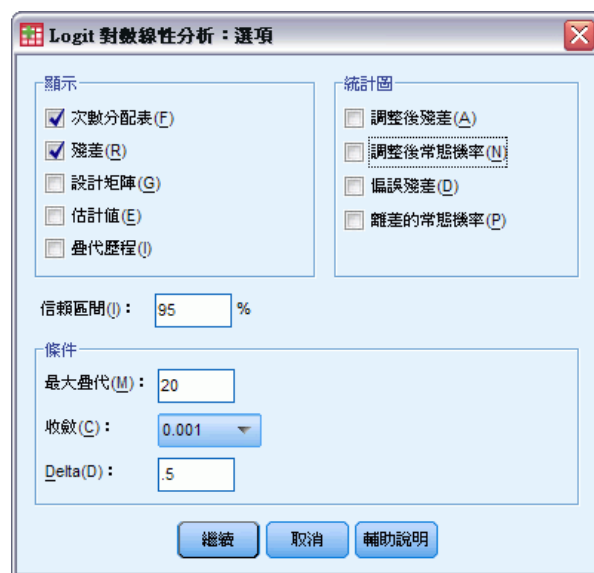 Logit 對數線性分析：選項
顯示
次數分配表(F)
殘差(R)
設計矩陣(G)
估計值(E)
疊代歷程(I)
統計圖
調整後殘差(A)
調整後常態機率(N)
偏誤殘差(D)
離差的常態機率(P)
信賴區間(I)： 95 %
條件
最大疊代(M)： 20
收斂(C)： 0.001
Delta(D)： .5
繼續 取消 輔助說明